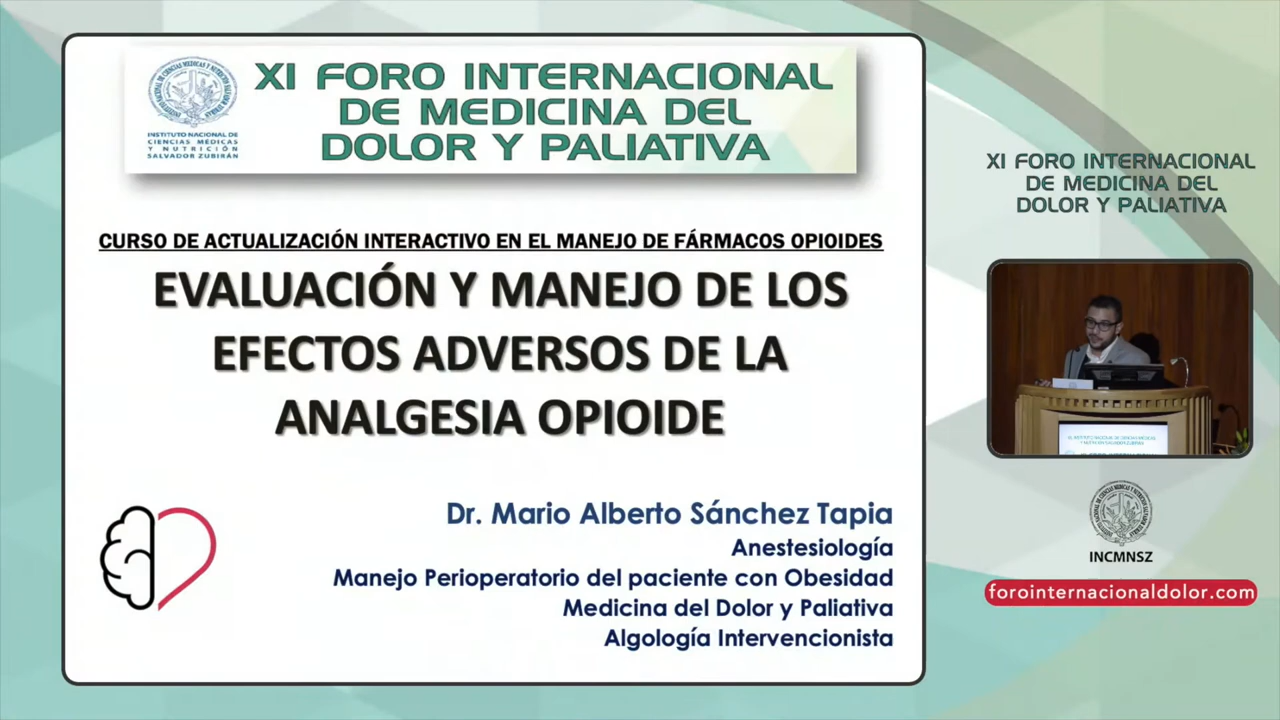 XI FORO INTERNACIONAL
DE MEDICINA DEL
DOLOR Y PALIATIVA
INSTITUTO NACIONAL DE
CIENCIAS MÉDICAS
Y NUTRICIÓN
SALVADOR ZUBIRÁN
CURSO DE ACTUALIZACIÓN INTERACTIVO EN EL MANEJO DE FÁRMACOS OPIOIDES
EVALUACIÓN Y MANEJO DE LOS
EFECTOS ADVERSOS DE LA
ANALGESIA OPIOIDE
Dr. Mario Alberto Sánchez Tapia
Anestesiología
Manejo Perioperatorio del paciente con Obesidad
Medicina del Dolor y Paliativa
Algología Intervencionista
XI FORO INTERNACIONAL
DE MEDICINA DEL
DOLOR Y PALIATIVA
INCMNSZ
forointernacionaldolor.com